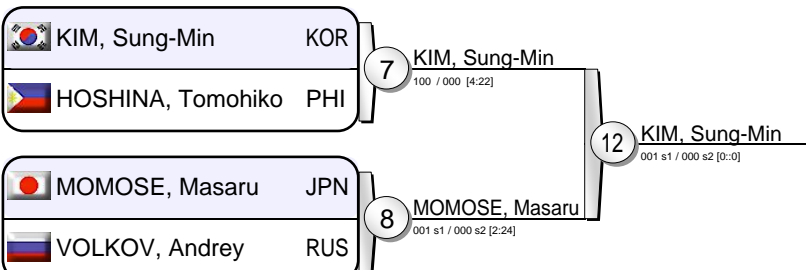 KIM, Sung-Min KOR
HOSHINA, Tomohiko PHI
7
KIM, Sung-Min
100 / 000 [4:22]
12
KIM, Sung-Min
001 s1 / 000 s2 [0::0]
MOMOSE, Masaru JPN
VOLKOV, Andrey RUS
8
MOMOSE, Masaru
001 s1 / 000 s2 [2:24]